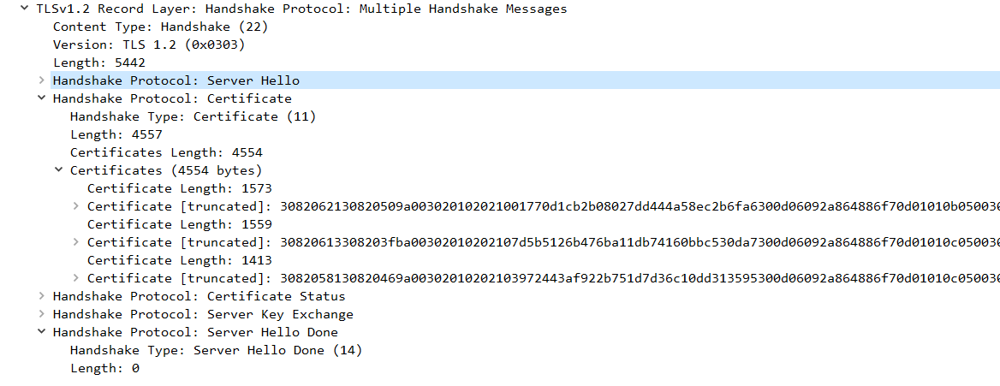 TLSv1.2 Record Layer: Handshake Protocol: Multiple Handshake Messages
Content Type: Handshake (22)
Version: TLS 1.2 (0x0303)
Length: 5442
Handshake Protocol: Server Hello
Handshake Protocol: Certificate
Handshake Type: Certificate (11)
Length: 4557
Certificates Length: 4554
Certificates (4554 bytes)
Certificate Length: 1573
Certificate [truncated]: 3082062130820509a003020102021001770d1cb2b08027dd444a58ec2b6fa6300d06092a864886f70d01010b050030
Certificate Length: 1559
Certificate [truncated]: 30820613308203fba00302010202107d5b5126b476ba11db74160bbc530da7300d06092a864886f70d01010c050030
Certificate Length: 1413
Certificate [truncated]: 3082058130820469a00302010202103972443af922b751d7d36c10dd313595300d06092a864886f70d01010c050030
Handshake Protocol: Certificate Status
Handshake Protocol: Server Key Exchange
Handshake Protocol: Server Hello Done
Handshake Type: Server Hello Done (14)
Length: 0